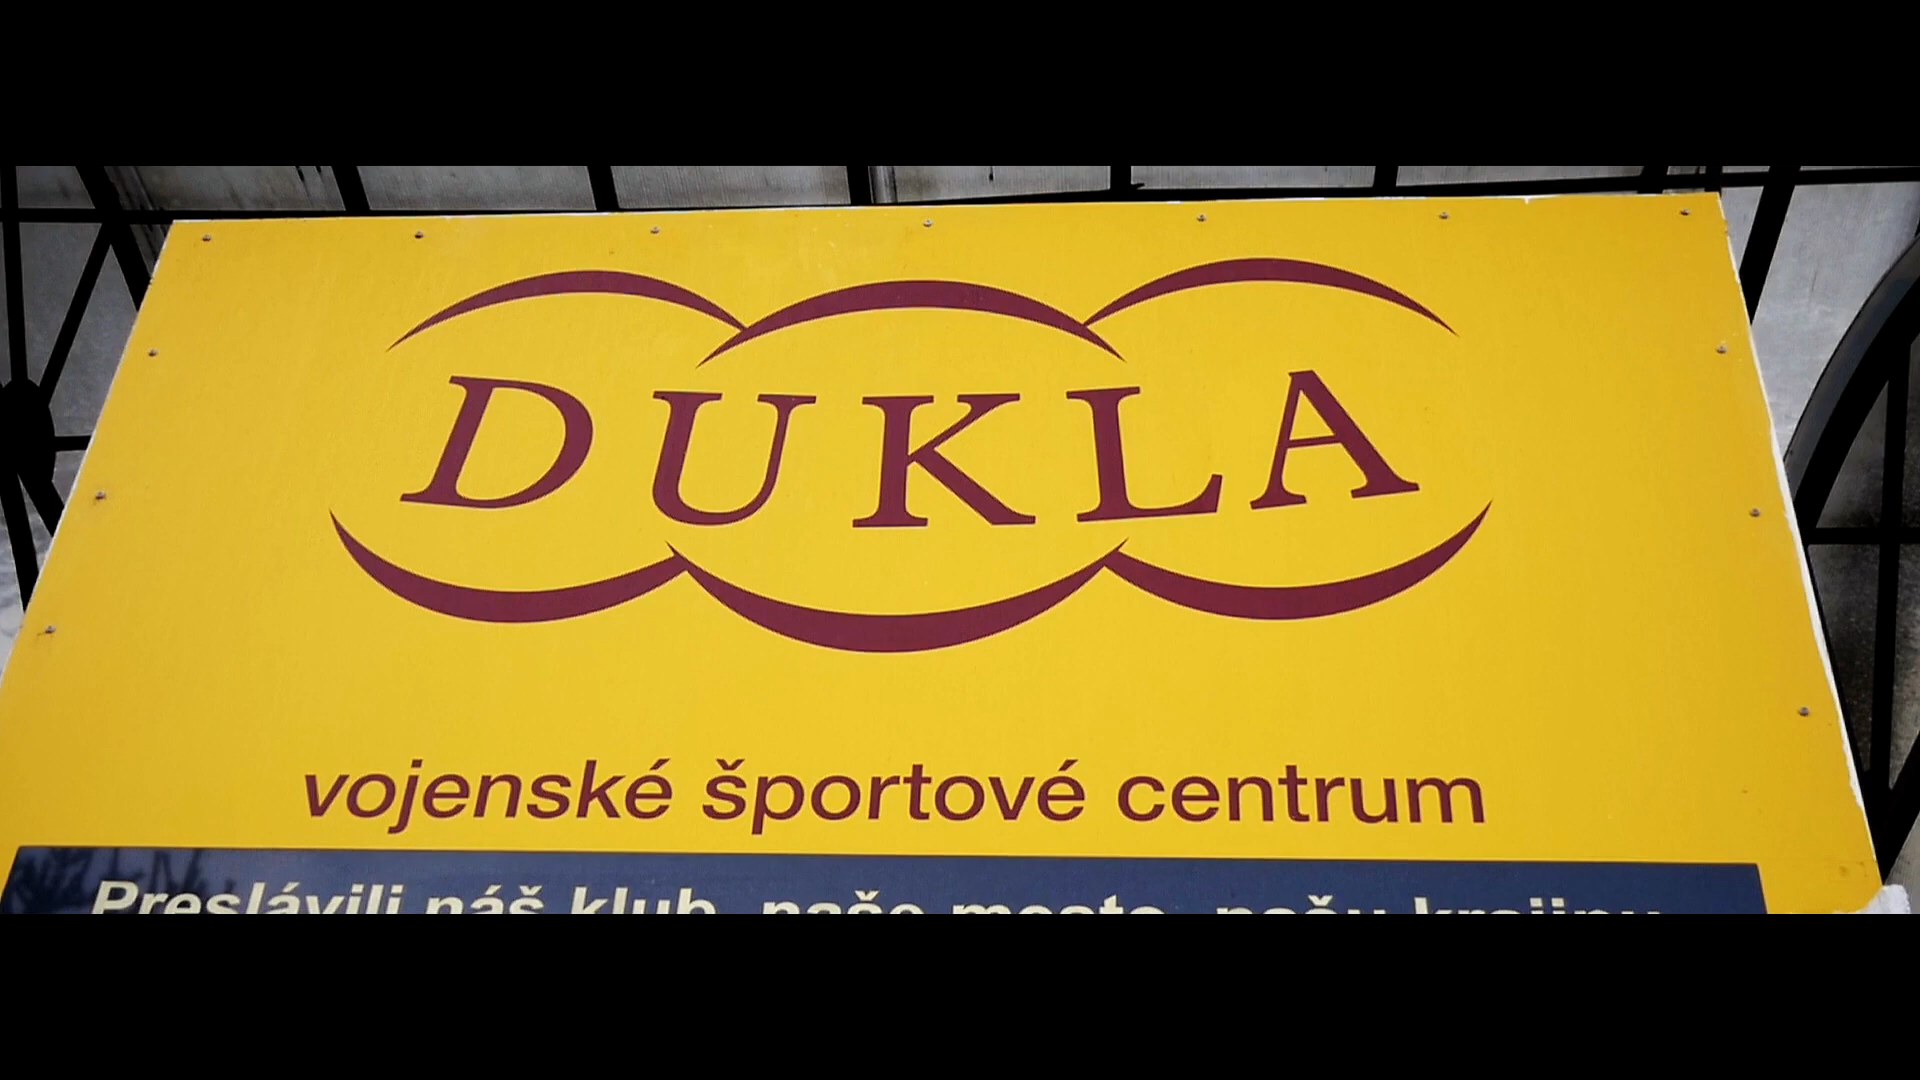 DUKLA
vojenské športové centrum
Preslávili náš klub, naše mesto, našu krajinu